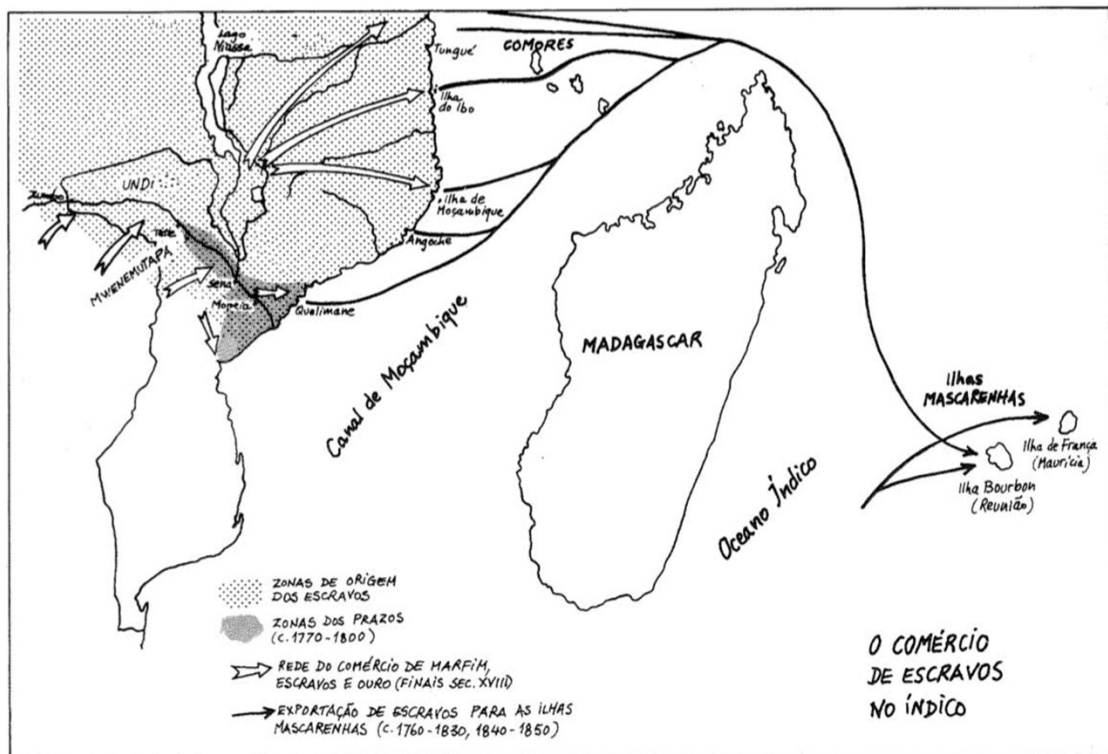 Lago
Niassa
Tungué
COMORES
Ilha
do Ibo
UNDI
Zumbo
Ilha de
Moçambique
Tete
Angoche
MWENEMUTAPA
Sena
Mopeia
Quelimane
Canal de Moçambique
MADAGASCAR
Ilhas
MASCARENHAS
Ilha de França
(Maurícia)
Ilha Bourbon
(Reunião)
Oceano Índico
ZONAS DE ORIGEM
DOS ESCRAVOS
ZONAS DOS PRAZOS
(C.1770-1800)
REDE DO COMÉRCIO DE MARFIM,
ESCRAVOS E OURO (FINAIS SEC. XVIII)
EXPORTAÇÃO DE ESCRAVOS PARA AS ILHAS
MASCARENHAS (C.1760-1830, 1840-1850)
O COMÉRCIO
DE ESCRAVOS
NO ÍNDICO